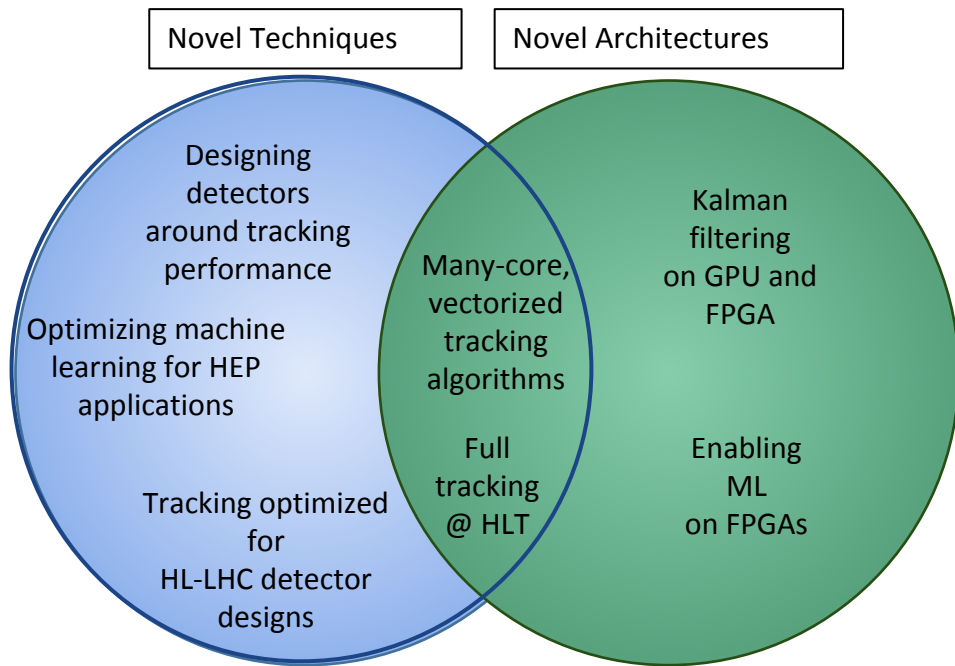 Novel Techniques
Novel Architectures
Designing
detectors
around tracking
performance
Optimizing machine
learning for HEP
applications
Tracking optimized
for
HL-LHC detector
designs
Many-core,
vectorized
tracking
algorithms
Full
tracking
@ HLT
Kalman
filtering
on GPU and
FPGA
Enabling
ML
on FPGAs